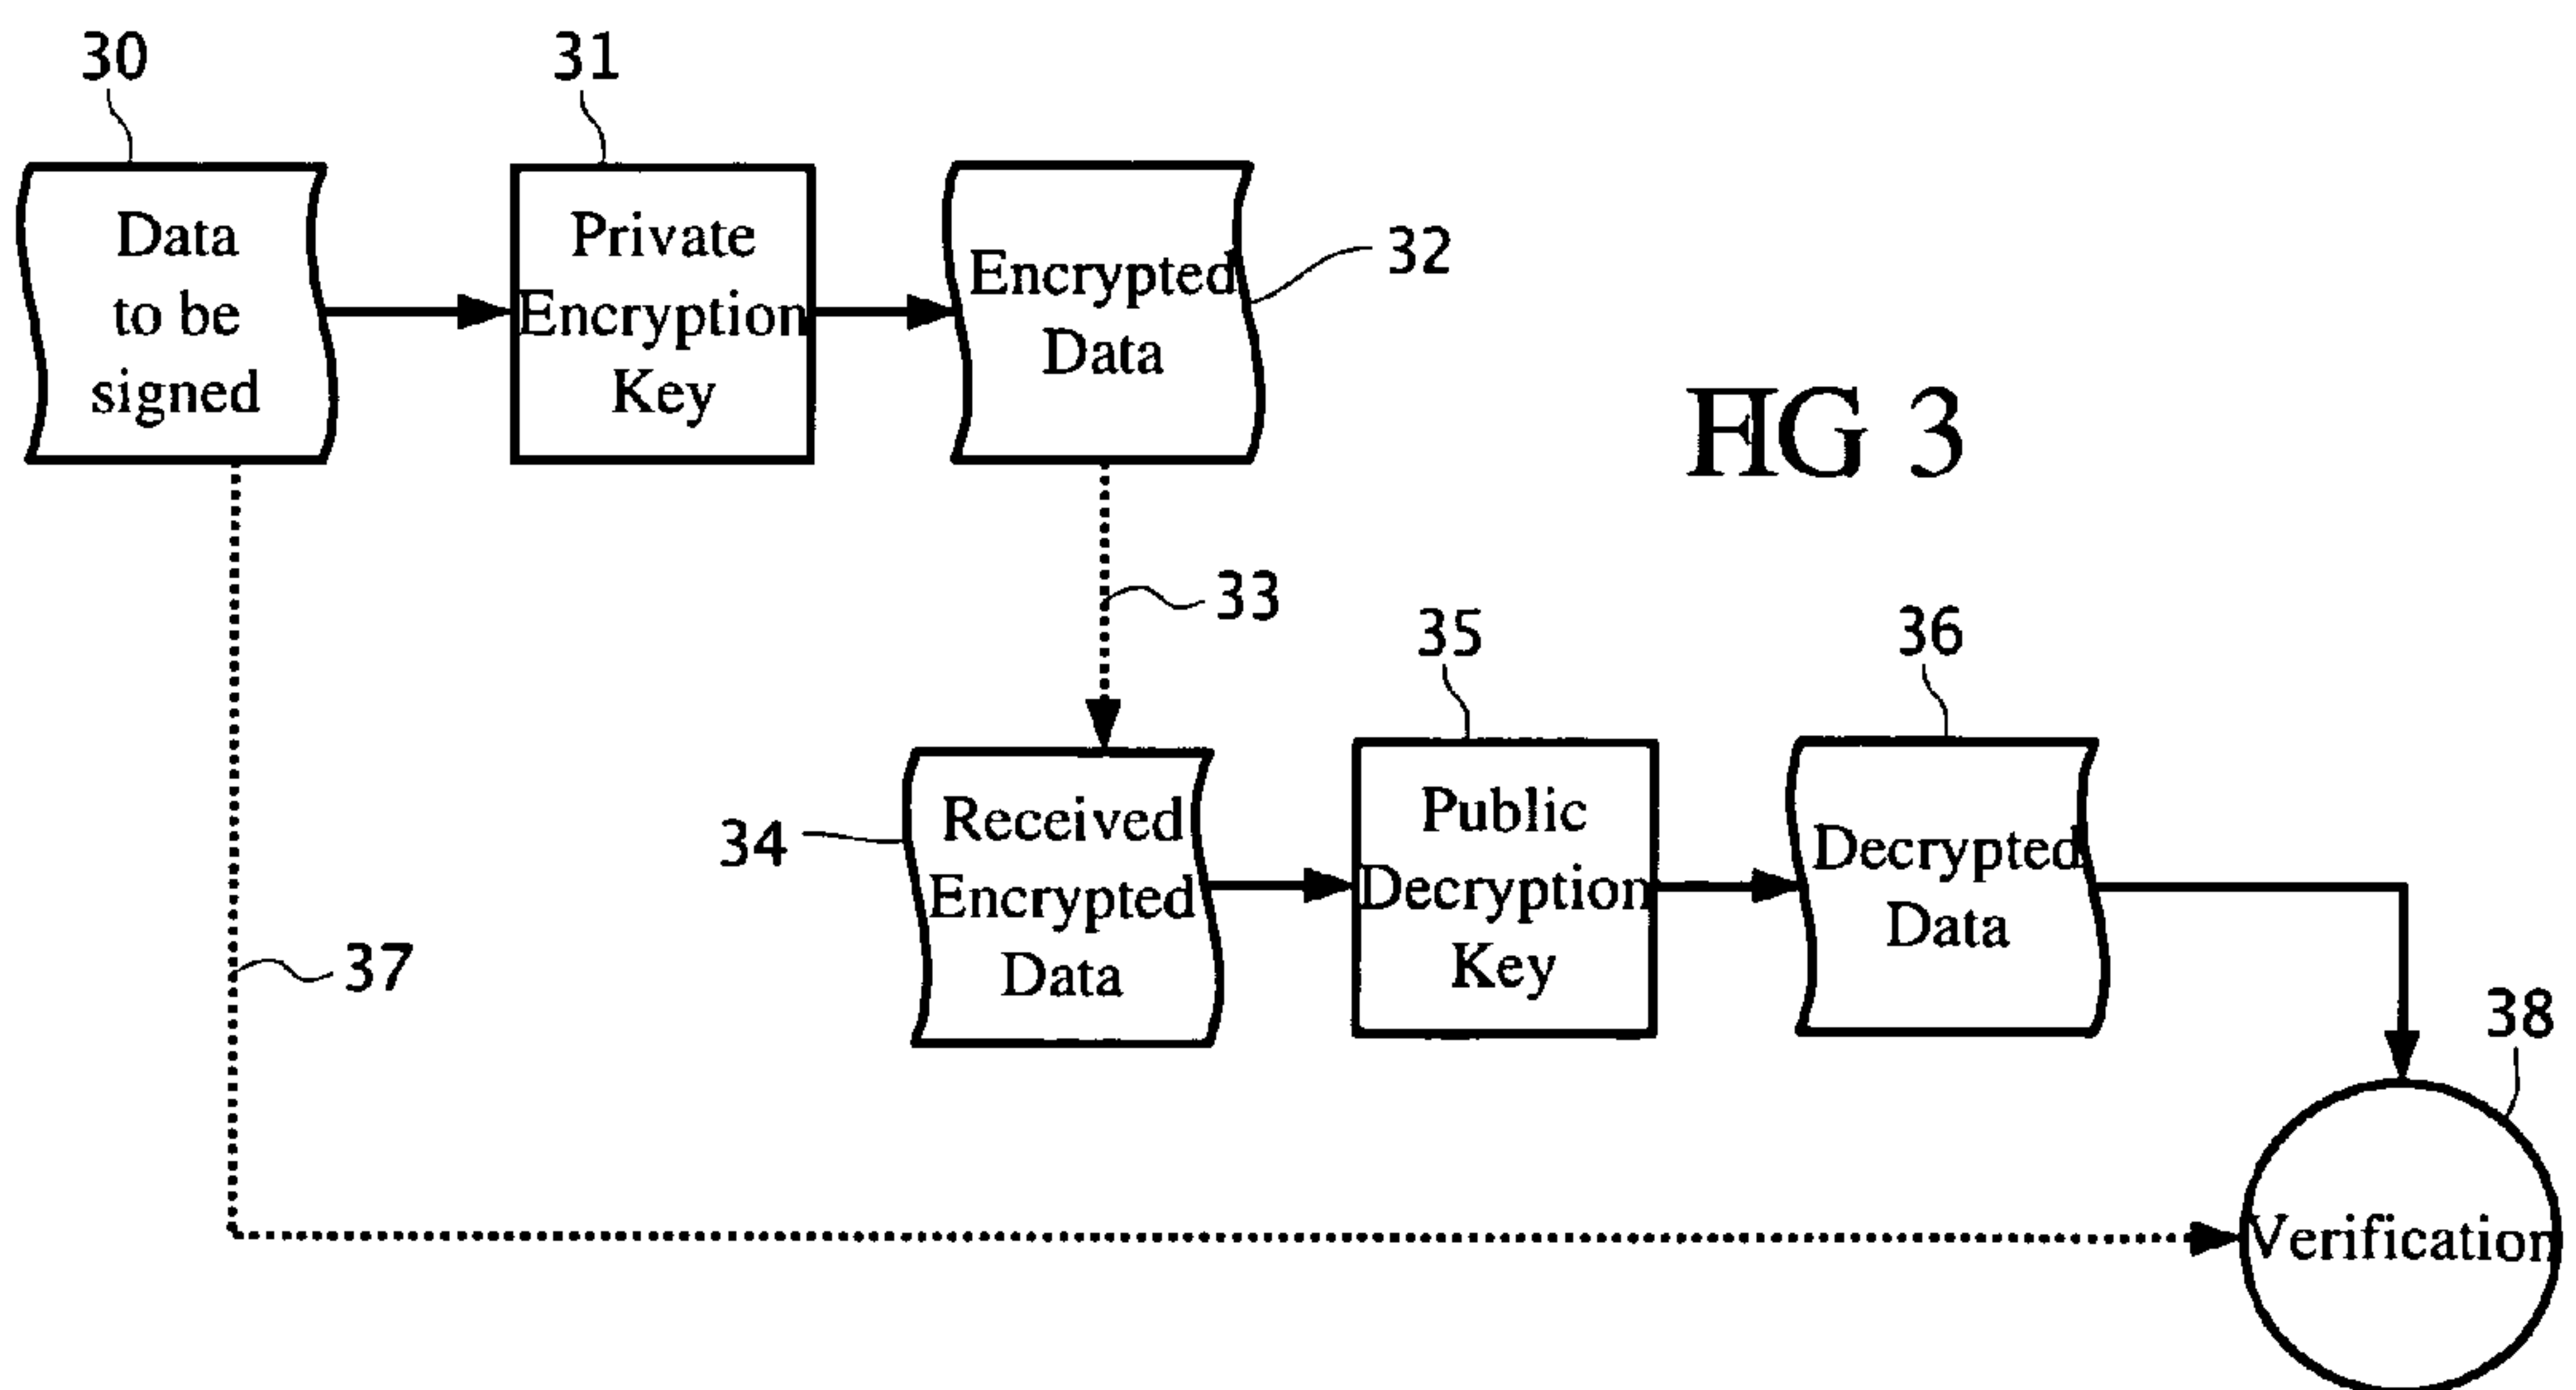 30
31
Data
to be
signed
Private
Encryption
Key
Encrypted
Data
32
FIG 3
33
35
36
34
Received
Encrypted
Data
Public
Decryption
Key
Decrypted
Data
37
38
Verification